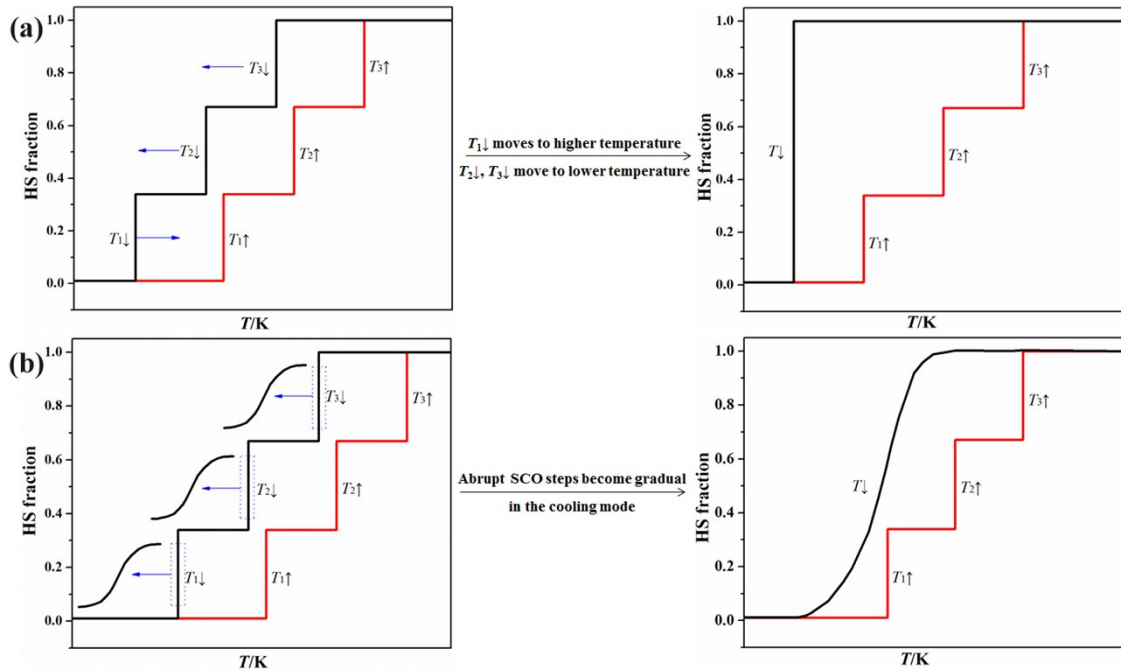 (a)
1.0
0.8
0.6
0.4
0.2
0.0
HS fraction
T3↓
T3↑
T2↓
T2↑
T1↓
T1↑
T/K
T1↓ moves to higher temperature
T2↓, T3↓ move to lower temperature
1.0
0.8
0.6
0.4
0.2
0.0
HS fraction
T3↑
T↓
T2↑
T1↑
T/K
(b)
1.0
0.8
0.6
0.4
0.2
0.0
HS fraction
T3↓
T3↑
T2↓
T2↑
T1↓
T1↑
T/K
Abrupt SCO steps become gradual
in the cooling mode
1.0
0.8
0.6
0.4
0.2
0.0
HS fraction
T3↑
T↓
T2↑
T1↑
T/K